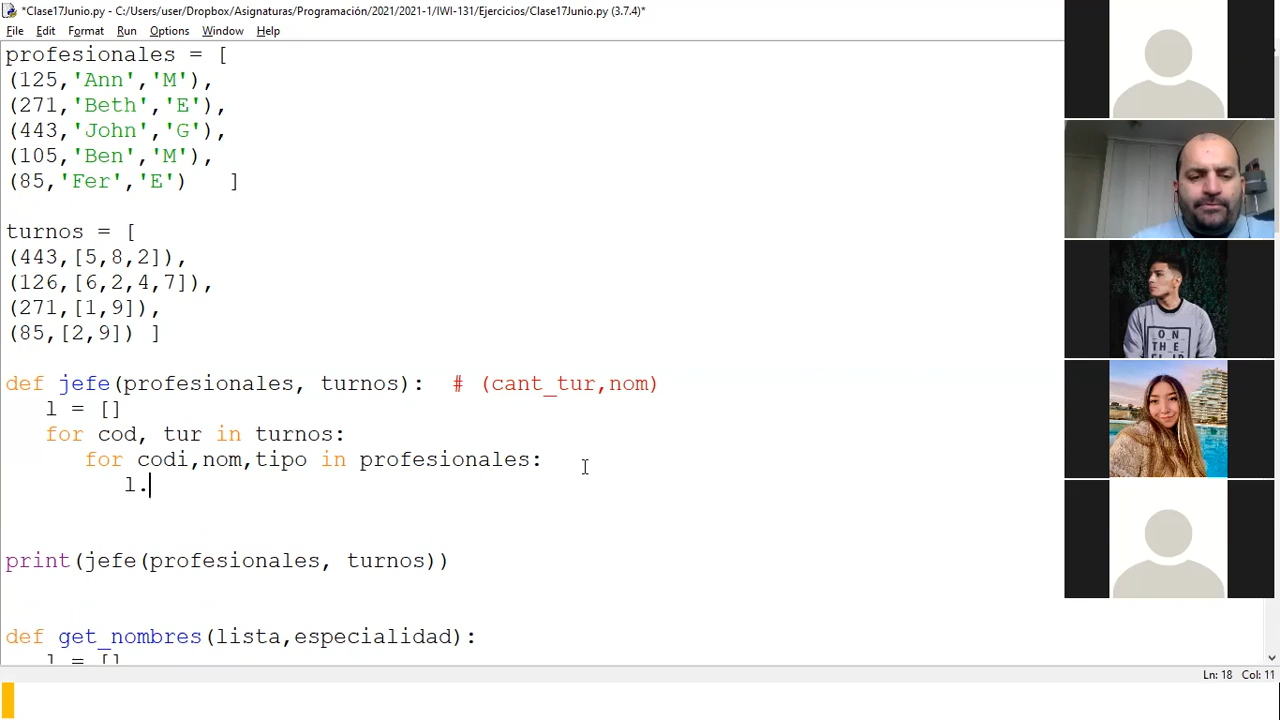 *Clase17Junio.py - C:/Users/user/Dropbox/Asignaturas/Programación/2021/2021-1/IWI-131/Ejercicios/Clase17Junio.py (3.7.4)*
File Edit Format Run Options Window Help
profesionales = [
(125,'Ann','M'),
(271,'Beth','E'),
(443,'John','G'),
(105,'Ben','M'),
(85,'Fer','E')   ]
turnos = [
(443,[5,8,2]),
(126,[6,2,4,7]),
(271,[1,9]),
(85,[2,9]) ]
def jefe(profesionales, turnos):  # (cant_tur,nom)
l = []
for cod, tur in turnos:
for codi,nom,tipo in profesionales:
l.
print(jefe(profesionales, turnos))
def get_nombres(lista,especialidad):
l = []
Ln: 18 Col: 11
ON
THE